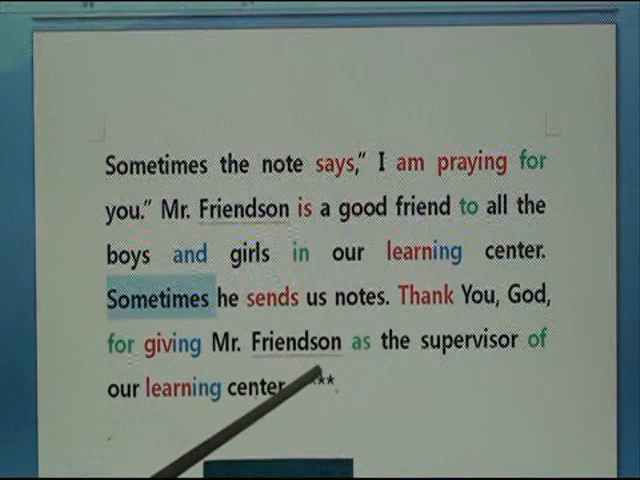 Sometimes the note says,“ I am praying for
you.” Mr. Friendson is a good friend to all the
boys and girls in our learning center.
Sometimes he sends us notes. Thank You, God,
for giving Mr. Friendson as the supervisor of
our learning center